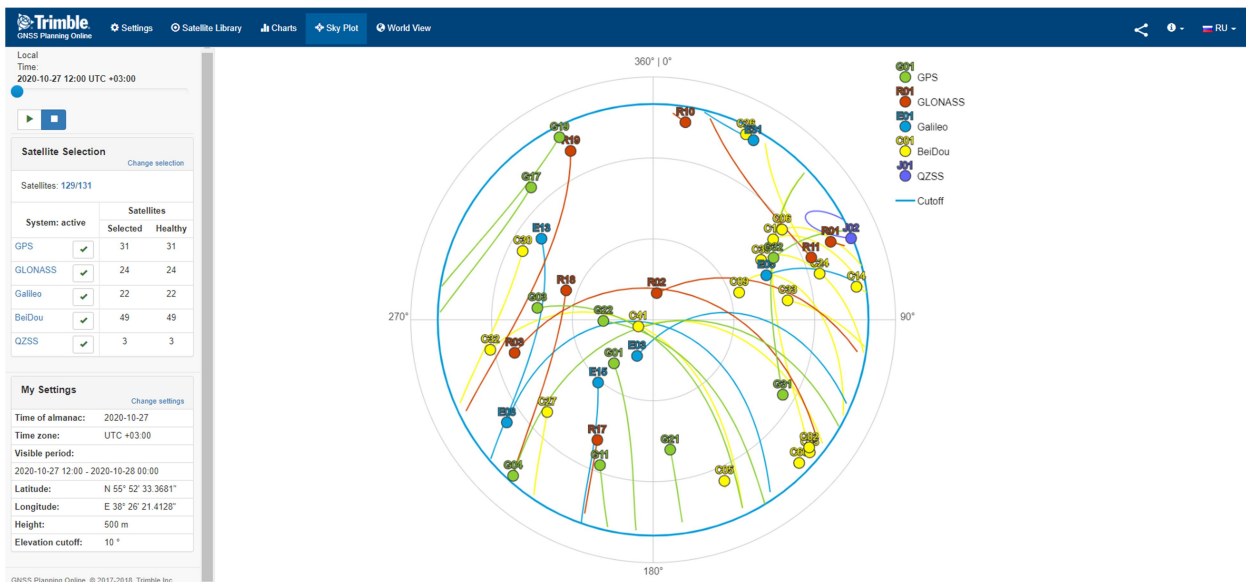 Trimble.
GNSS Planning Online
Settings
Satellite Library
Charts
Sky Plot
World View
RU
Local
Time:
2020-10-27 12:00 UTC +03:00
Satellite Selection
Change selection
Satellites: 129/131
System: active
Satellites
Selected Healthy
GPS 31 31
GLONASS 24 24
Galileo 22 22
BeiDou 49 49
QZSS 3 3
My Settings
Change settings
Time of almanac: 2020-10-27
Time zone: UTC +03:00
Visible period:
2020-10-27 12:00 - 2020-10-28 00:00
Latitude: N 55° 52' 33.3681"
Longitude: E 38° 26' 21.4128"
Height: 500 m
Elevation cutoff: 10 °
GNSS Planning Online © 2017-2018, Trimble Inc.
360° | 0°
90°
180°
270°
G19
R19
G17
E13
C30
R18
G03
C32
R03
G22
R02
C41
E03
G01
E15
C27
E08
R17
G11
G04
G21
C05
G31
R10
E31
G06
R01
J02
R11
C24
C14
C09
C33
G01
GPS
R01
GLONASS
E01
Galileo
C01
BeiDou
J01
QZSS
Cutoff